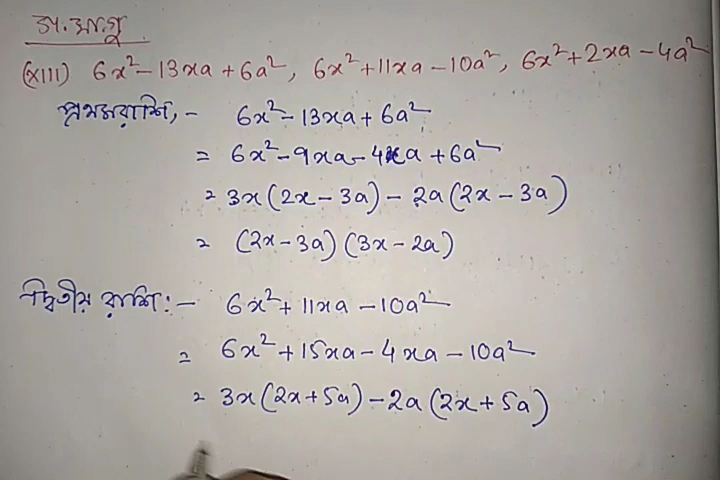 ল.সা.গু
(XIII) 6x² - 13xa + 6a², 6x² + 11xa - 10a², 6x² + 2xa - 4a²
প্রথম রাশি, - 6x² - 13xa + 6a²
= 6x² - 9xa - 4xa + 6a²
= 3x(2x - 3a) - 2a(2x - 3a)
= (2x - 3a)(3x - 2a)
দ্বিতীয় রাশি: - 6x² + 11xa - 10a²
= 6x² + 15xa - 4xa - 10a²
= 3x(2x + 5a) - 2a(2x + 5a)